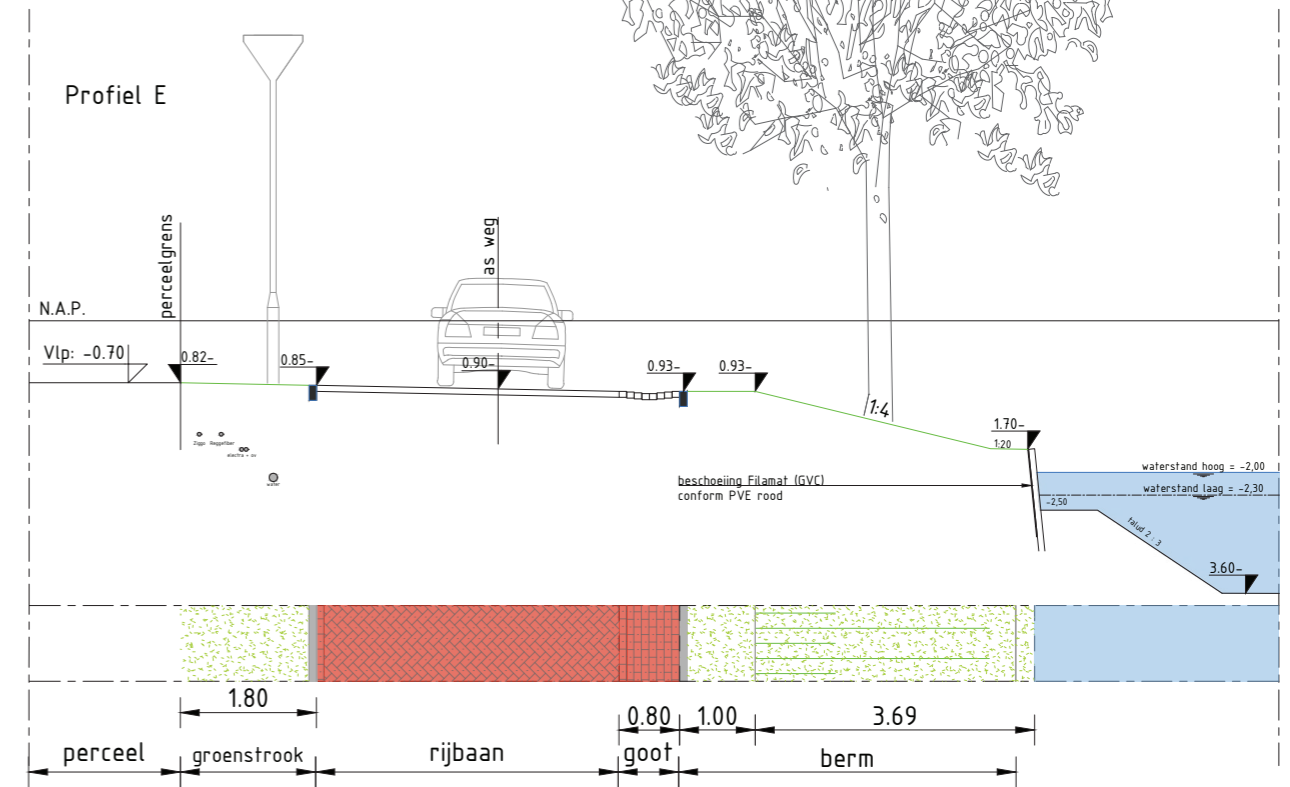 Profiel E
perceelgrens
as weg
N.A.P.
Vlp: -0.70
0.82-
0.85-
0.90-
0.93-
0.93-
1:4
1.70-
1:20
Ziggo Reggefiber
electra + ov
water
beschoeiing Filamat (GVC)
conform PVE rood
waterstand hoog = -2,00
waterstand laag = -2,30
-2,50
talud 2 : 3
3.60-
1.80
0.80
1.00
3.69
perceel
groenstrook
rijbaan
goot
berm